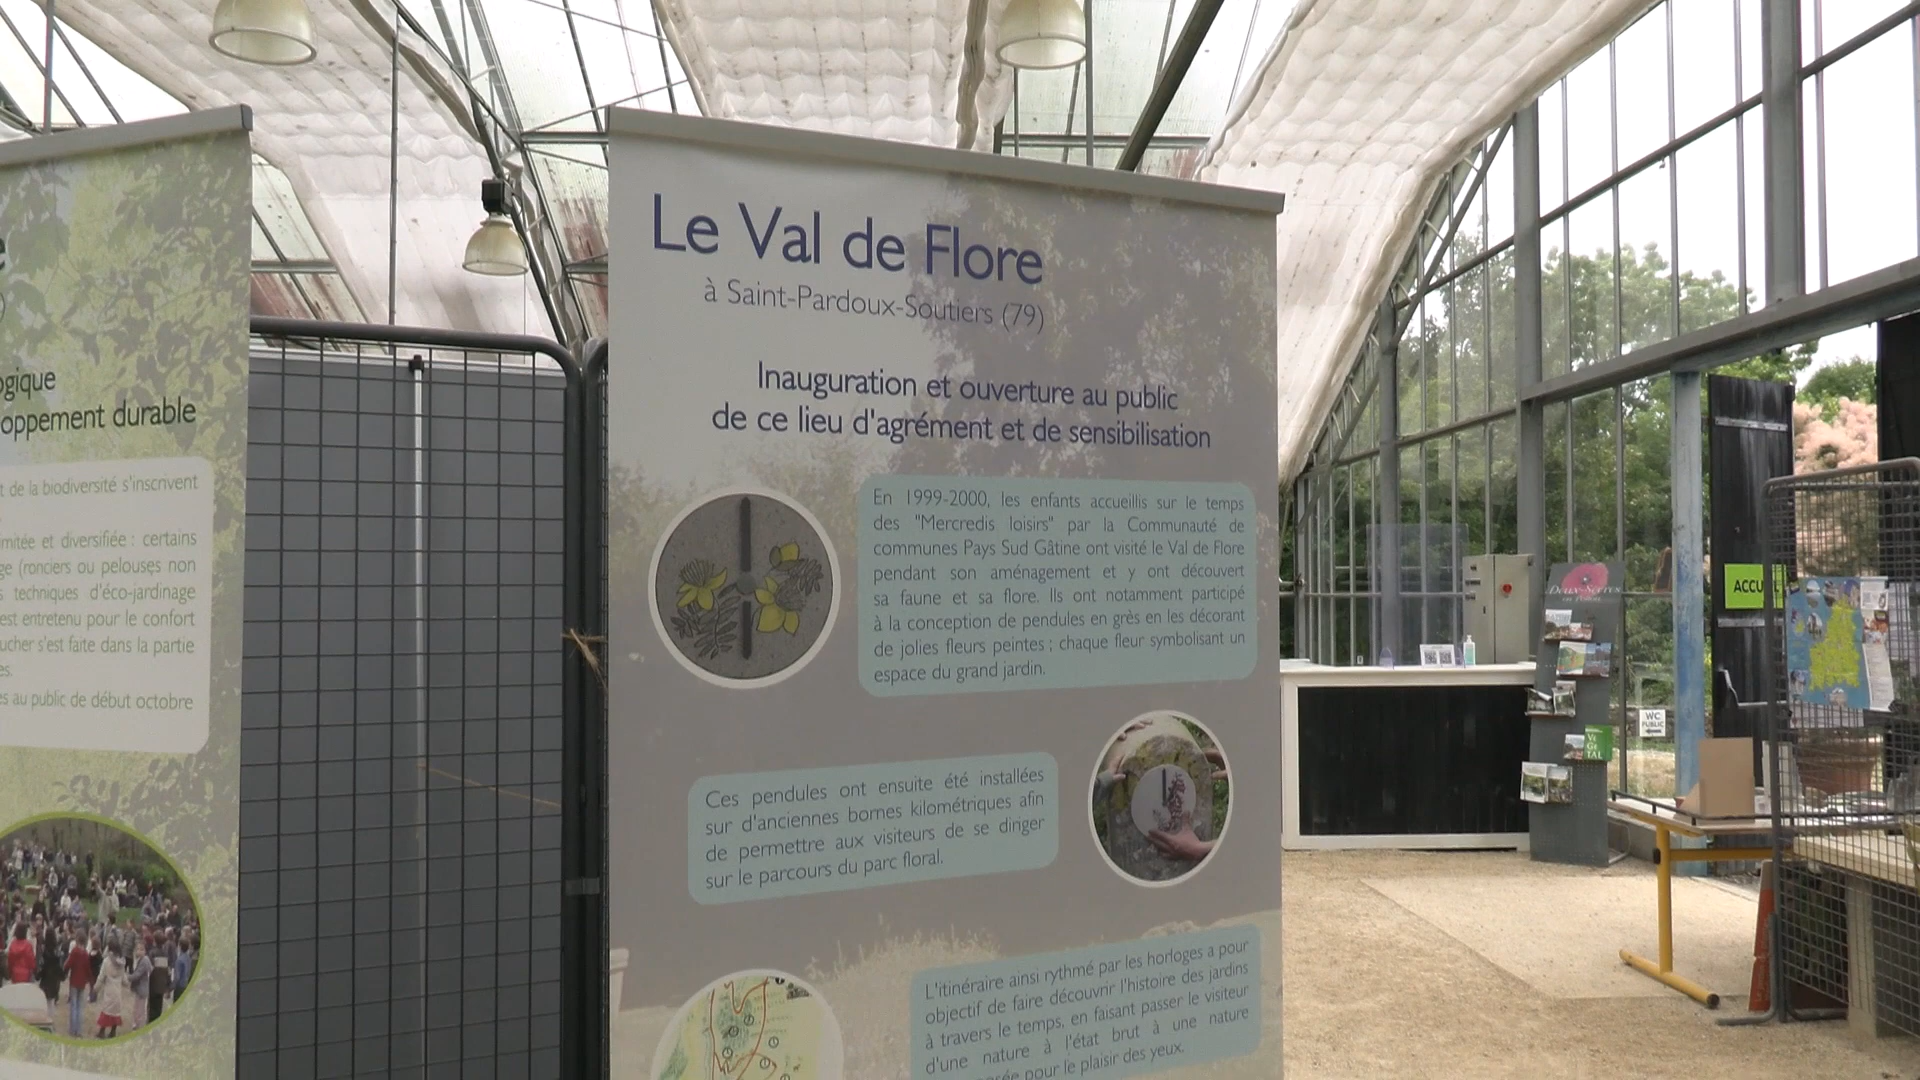 Le Val de Flore
à Saint-Pardoux-Soutiers (79)
Inauguration et ouverture au public
de ce lieu d'agrément et de sensibilisation
En 1999-2000, les enfants accueillis sur le temps
des "Mercredis loisirs" par la Communauté de
communes Pays Sud Gâtine ont visité le Val de Flore
pendant son aménagement et y ont découvert
sa faune et sa flore. Ils ont notamment participé
à la conception de pendules en grès en les décorant
de jolies fleurs peintes ; chaque fleur symbolisant un
espace du grand jardin.
Ces pendules ont ensuite été installées
sur d'anciennes bornes kilométriques afin
de permettre aux visiteurs de se diriger
sur le parcours du parc floral.
L'itinéraire ainsi rythmé par les horloges a pour
objectif de faire découvrir l'histoire des jardins
à travers le temps, en faisant passer le visiteur
d'une nature à l'état brut à une nature
pour le plaisir des yeux.
ogique
oppement durable
t de la biodiversité s'inscrivent
mitée et diversifiée : certains
ge (ronciers ou pelouses non
s techniques d'éco-jardinage
est entretenu pour le confort
ucher s'est faite dans la partie
es.
es au public de début octobre
Deux-Sèvres
VÉ
GÉ
TAL
WC
PUBLIC
ACCU